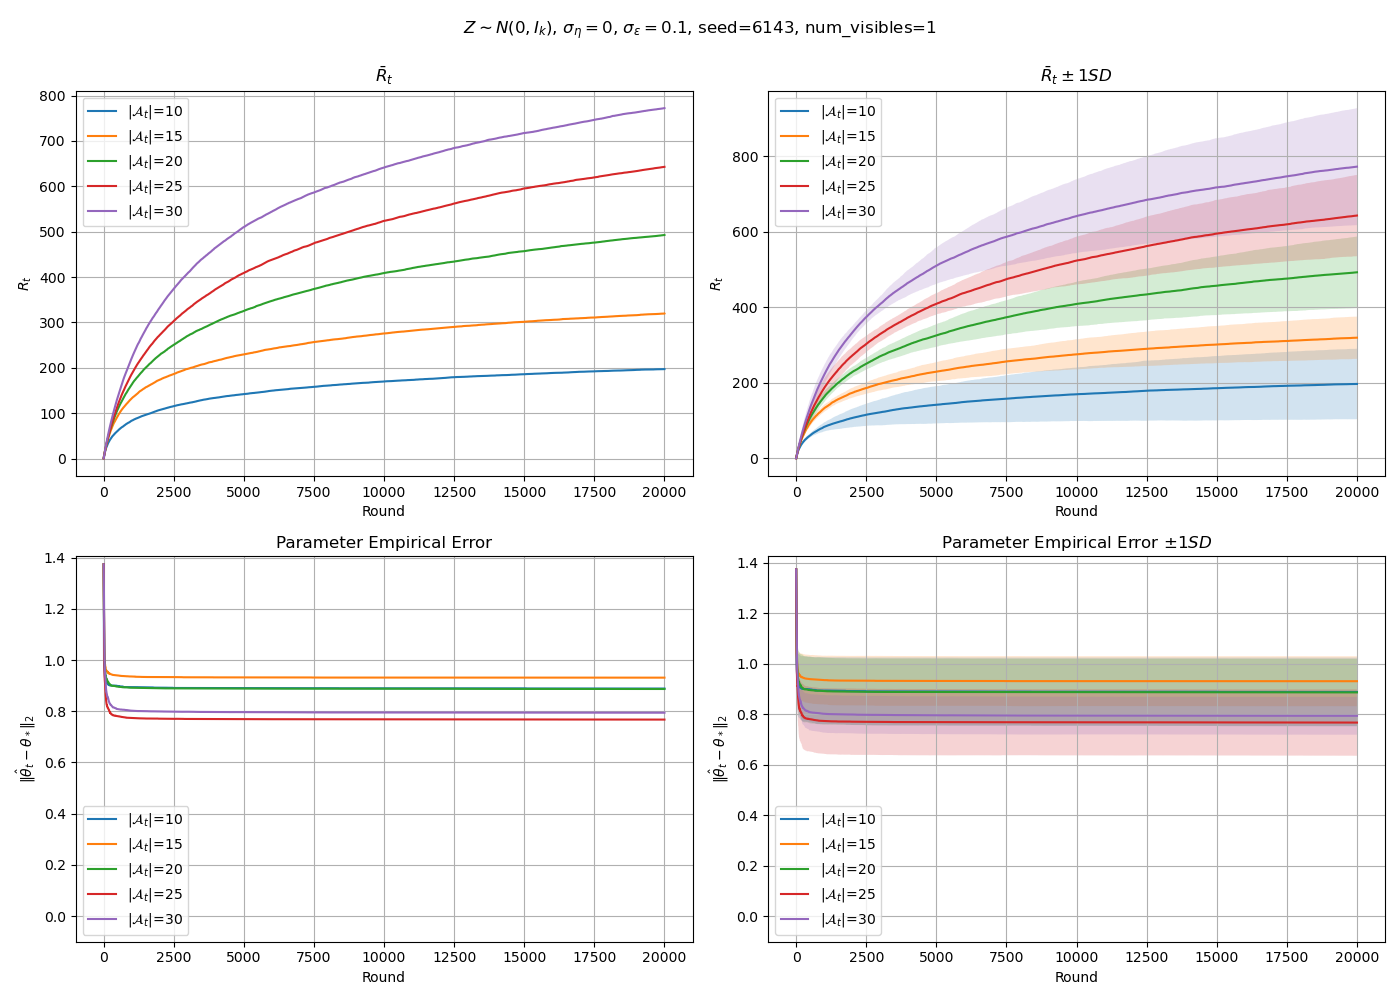 Z ∼ N(0, I_k), σ_η = 0, σ_ε = 0.1, seed=6143, num_visibles=1
R̄_t
R_t
800
700
600
500
400
300
200
100
0
|𝒜_t|=10
|𝒜_t|=15
|𝒜_t|=20
|𝒜_t|=25
|𝒜_t|=30
0 2500 5000 7500 10000 12500 15000 17500 20000
Round
R̄_t ± 1SD
R_t
800
600
400
200
0
|𝒜_t|=10
|𝒜_t|=15
|𝒜_t|=20
|𝒜_t|=25
|𝒜_t|=30
0 2500 5000 7500 10000 12500 15000 17500 20000
Round
Parameter Empirical Error
‖θ̂_t − θ_*‖_2
1.4
1.2
1.0
0.8
0.6
0.4
0.2
0.0
|𝒜_t|=10
|𝒜_t|=15
|𝒜_t|=20
|𝒜_t|=25
|𝒜_t|=30
0 2500 5000 7500 10000 12500 15000 17500 20000
Round
Parameter Empirical Error ±1SD
‖θ̂_t − θ_*‖_2
1.4
1.2
1.0
0.8
0.6
0.4
0.2
0.0
|𝒜_t|=10
|𝒜_t|=15
|𝒜_t|=20
|𝒜_t|=25
|𝒜_t|=30
0 2500 5000 7500 10000 12500 15000 17500 20000
Round